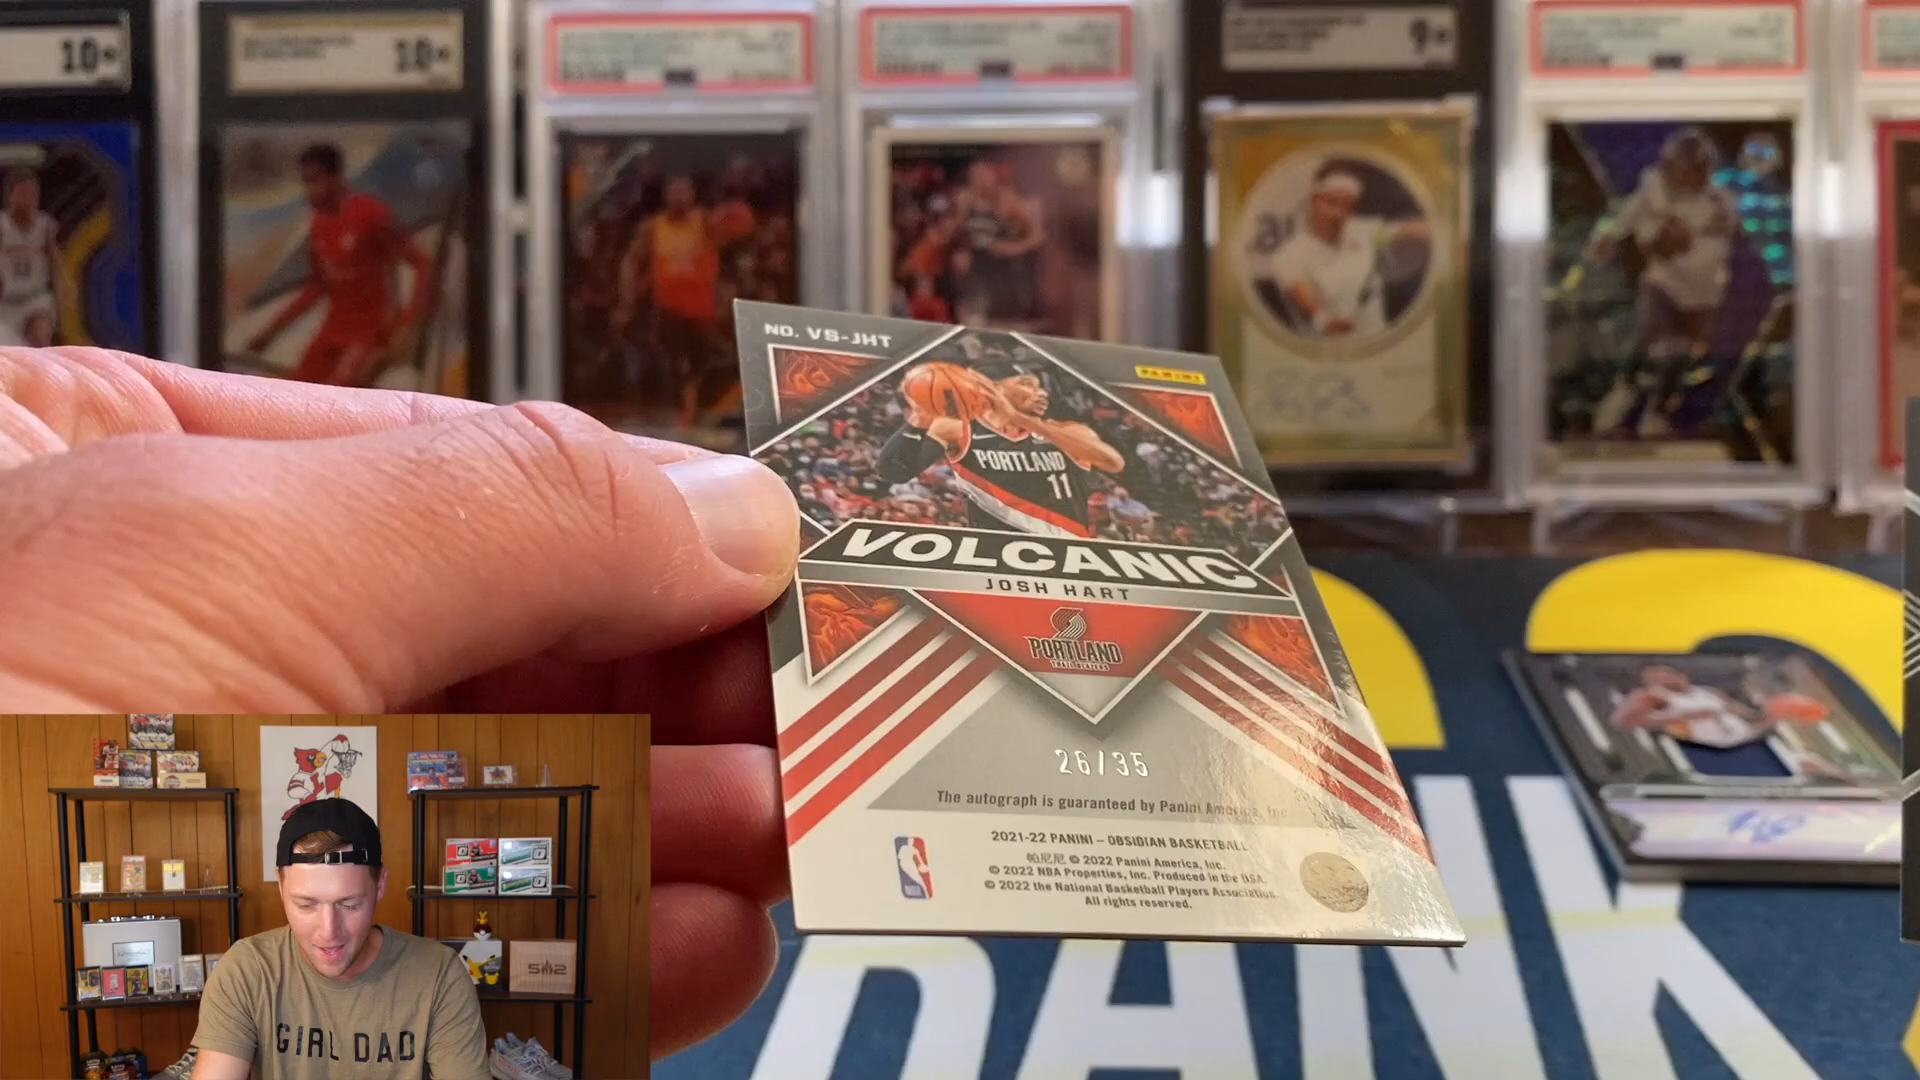 10
10
9
NO. VS-JHT
PANINI
PORTLAND
11
VOLCANIC
JOSH HART
PORTLAND
TRAIL BLAZERS
26/35
The autograph is guaranteed by Panini America, Inc.
2021-22 PANINI – OBSIDIAN BASKETBALL
帕尼尼 © 2022 Panini America, Inc.
© 2022 NBA Properties, Inc. Produced in the USA.
© 2022 the National Basketball Players Association.
All rights reserved.
NBA
GIRL DAD